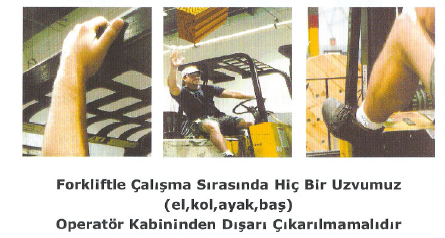 Forkliftle Çalışma Sırasında Hiç Bir Uzvumuz
(el,kol,ayak,baş)
Operatör Kabininden Dışarı Çıkarılmamalıdır